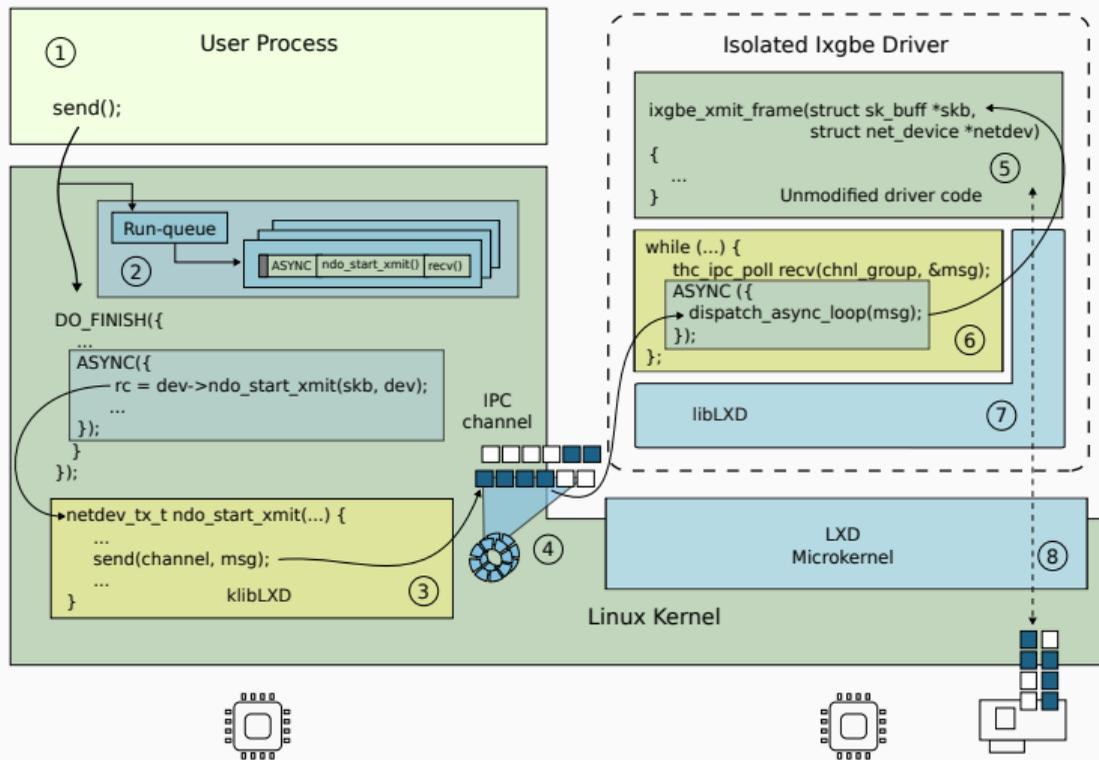 ①
User Process
send();
Run-queue
②
ASYNC ndo_start_xmit() recv()
DO_FINISH({
...
ASYNC({
rc = dev->ndo_start_xmit(skb, dev);
...
});
}
});
netdev_tx_t ndo_start_xmit(...) {
...
send(channel, msg);
...
}
klibLXD
③
IPC
channel
④
Isolated Ixgbe Driver
ixgbe_xmit_frame(struct sk_buff *skb,
struct net_device *netdev)
{
...
}
⑤
Unmodified driver code
while (...) {
thc_ipc_poll recv(chnl_group, &msg);
ASYNC ({
dispatch_async_loop(msg);
});
};
⑥
libLXD
⑦
LXD
Microkernel
⑧
Linux Kernel